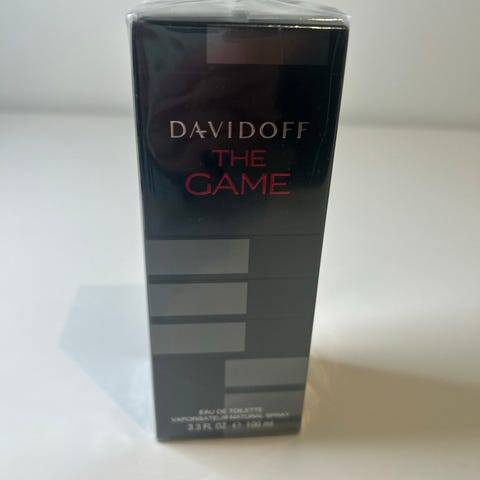 DAVIDOFF
THE
GAME
EAU DE TOILETTE
VAPORISATEUR NATURAL SPRAY
3.3 FL OZ ℮ 100 ml